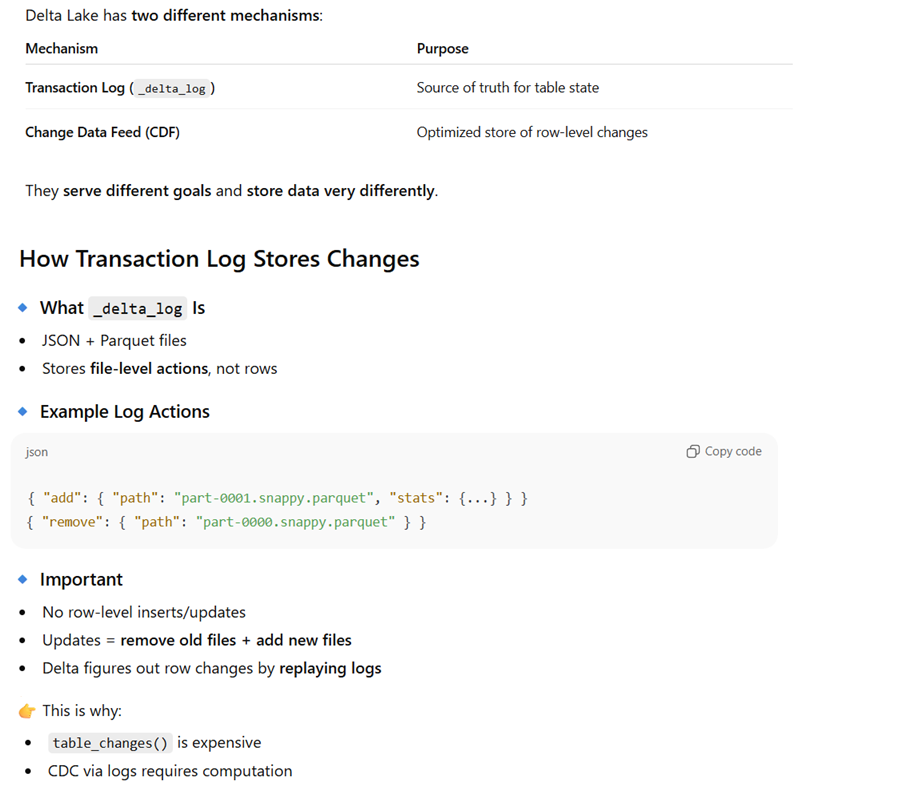 Delta Lake has two different mechanisms:
Mechanism Purpose
Transaction Log (_delta_log) Source of truth for table state
Change Data Feed (CDF) Optimized store of row-level changes
They serve different goals and store data very differently.
How Transaction Log Stores Changes
What _delta_log Is
JSON + Parquet files
Stores file-level actions, not rows
Example Log Actions
json Copy code
{ "add": { "path": "part-0001.snappy.parquet", "stats": {...} } }
{ "remove": { "path": "part-0000.snappy.parquet" } }
Important
No row-level inserts/updates
Updates = remove old files + add new files
Delta figures out row changes by replaying logs
👉 This is why:
table_changes() is expensive
CDC via logs requires computation